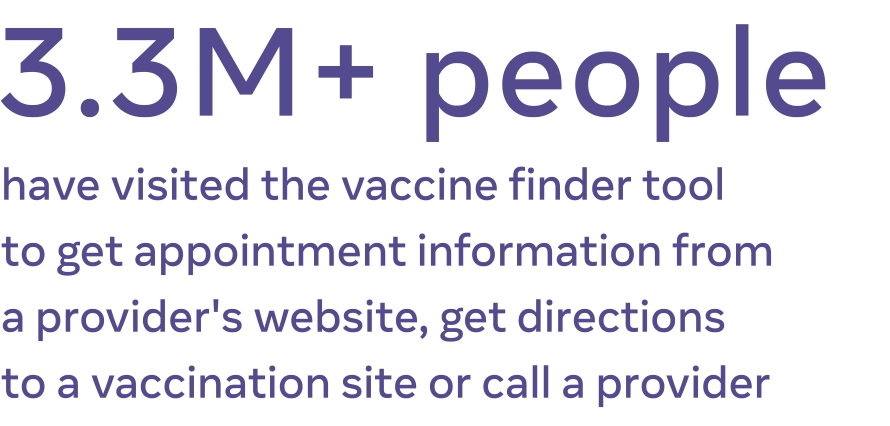 3.3M+ people
have visited the vaccine finder tool
to get appointment information from
a provider's website, get directions
to a vaccination site or call a provider